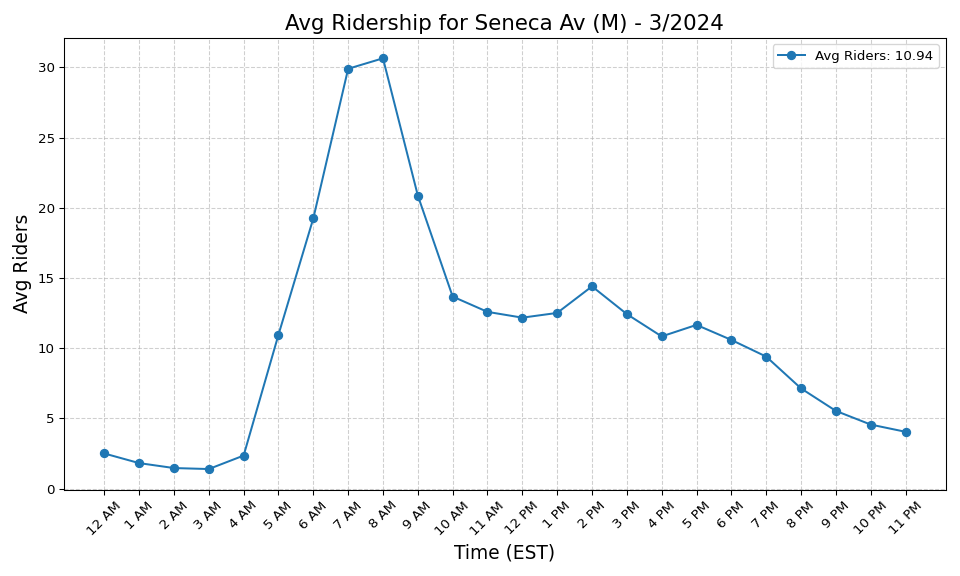 Avg Ridership for Seneca Av (M) - 3/2024
Avg Riders: 10.94
Avg Riders
30
25
20
15
10
5
0
12 AM
1 AM
2 AM
3 AM
4 AM
5 AM
6 AM
7 AM
8 AM
9 AM
10 AM
11 AM
12 PM
1 PM
2 PM
3 PM
4 PM
5 PM
6 PM
7 PM
8 PM
9 PM
10 PM
11 PM
Time (EST)